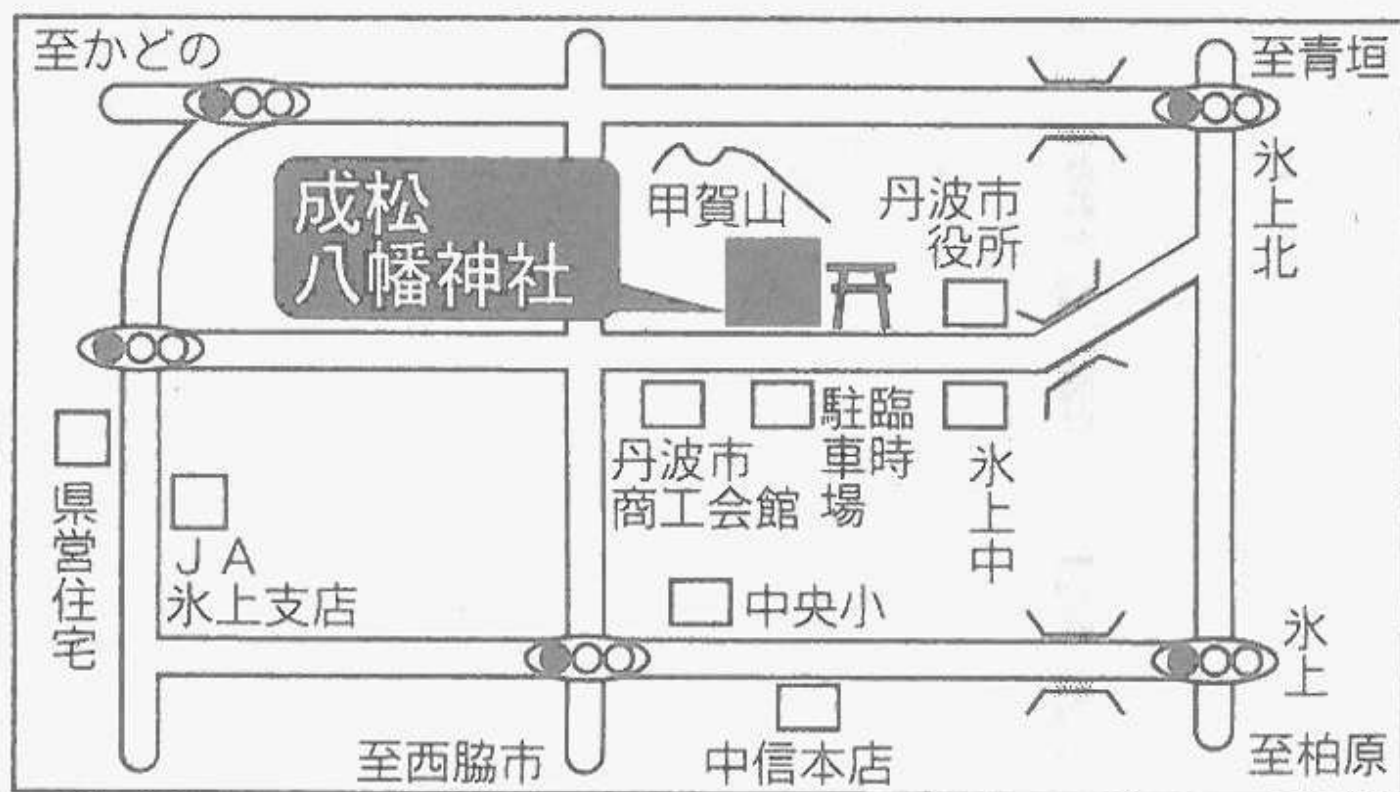 至かどの
至青垣
氷上北
成松
八幡神社
甲賀山
丹波市
役所
県営住宅
JA
氷上支店
丹波市
商工会館
臨時
駐車場
氷上中
中央小
氷上
至西脇市
中信本店
至柏原